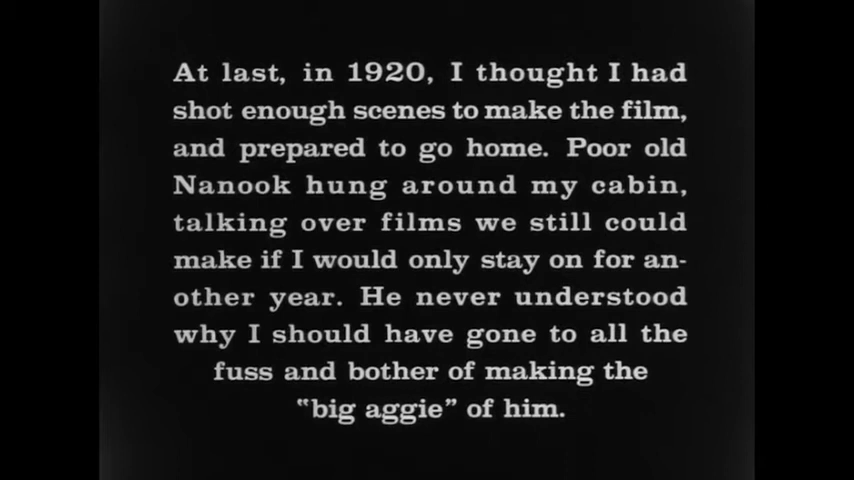 At last, in 1920, I thought I had
shot enough scenes to make the film,
and prepared to go home. Poor old
Nanook hung around my cabin,
talking over films we still could
make if I would only stay on for an-
other year. He never understood
why I should have gone to all the
fuss and bother of making the
"big aggie" of him.